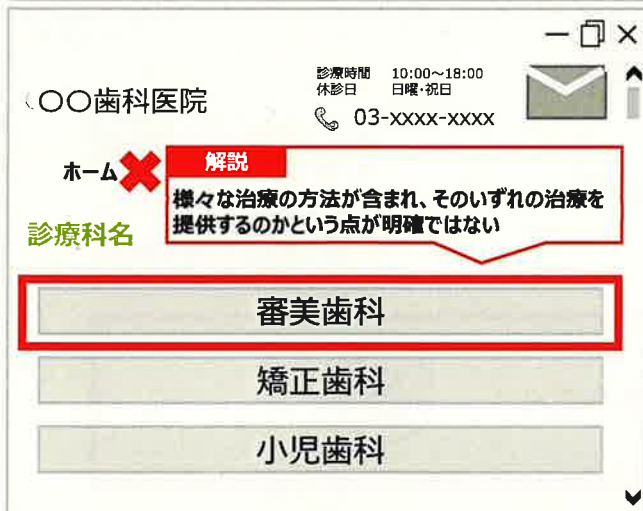 〇〇歯科医院
診療時間 10:00～18:00
休診日 日曜・祝日
03-xxxx-xxxx
ホーム
解説
様々な治療の方法が含まれ、そのいずれの治療を
提供するのかという点が明確ではない
診療科名
審美歯科
矯正歯科
小児歯科